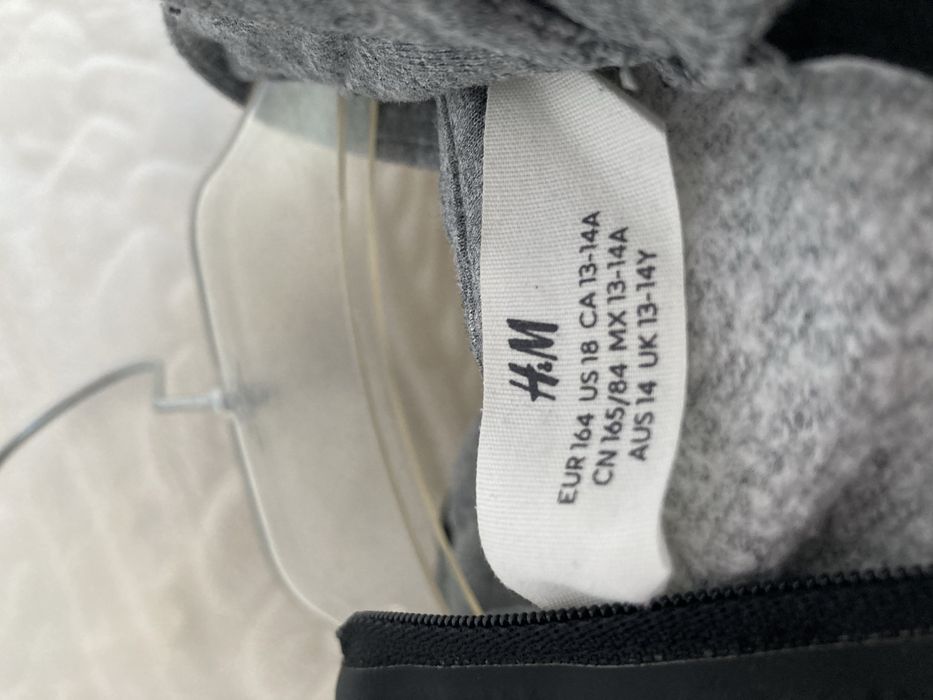 H&M
EUR 164 US 18 CA 13-14A
CN 165/84 MX 13-14A
AUS 14 UK 13-14Y